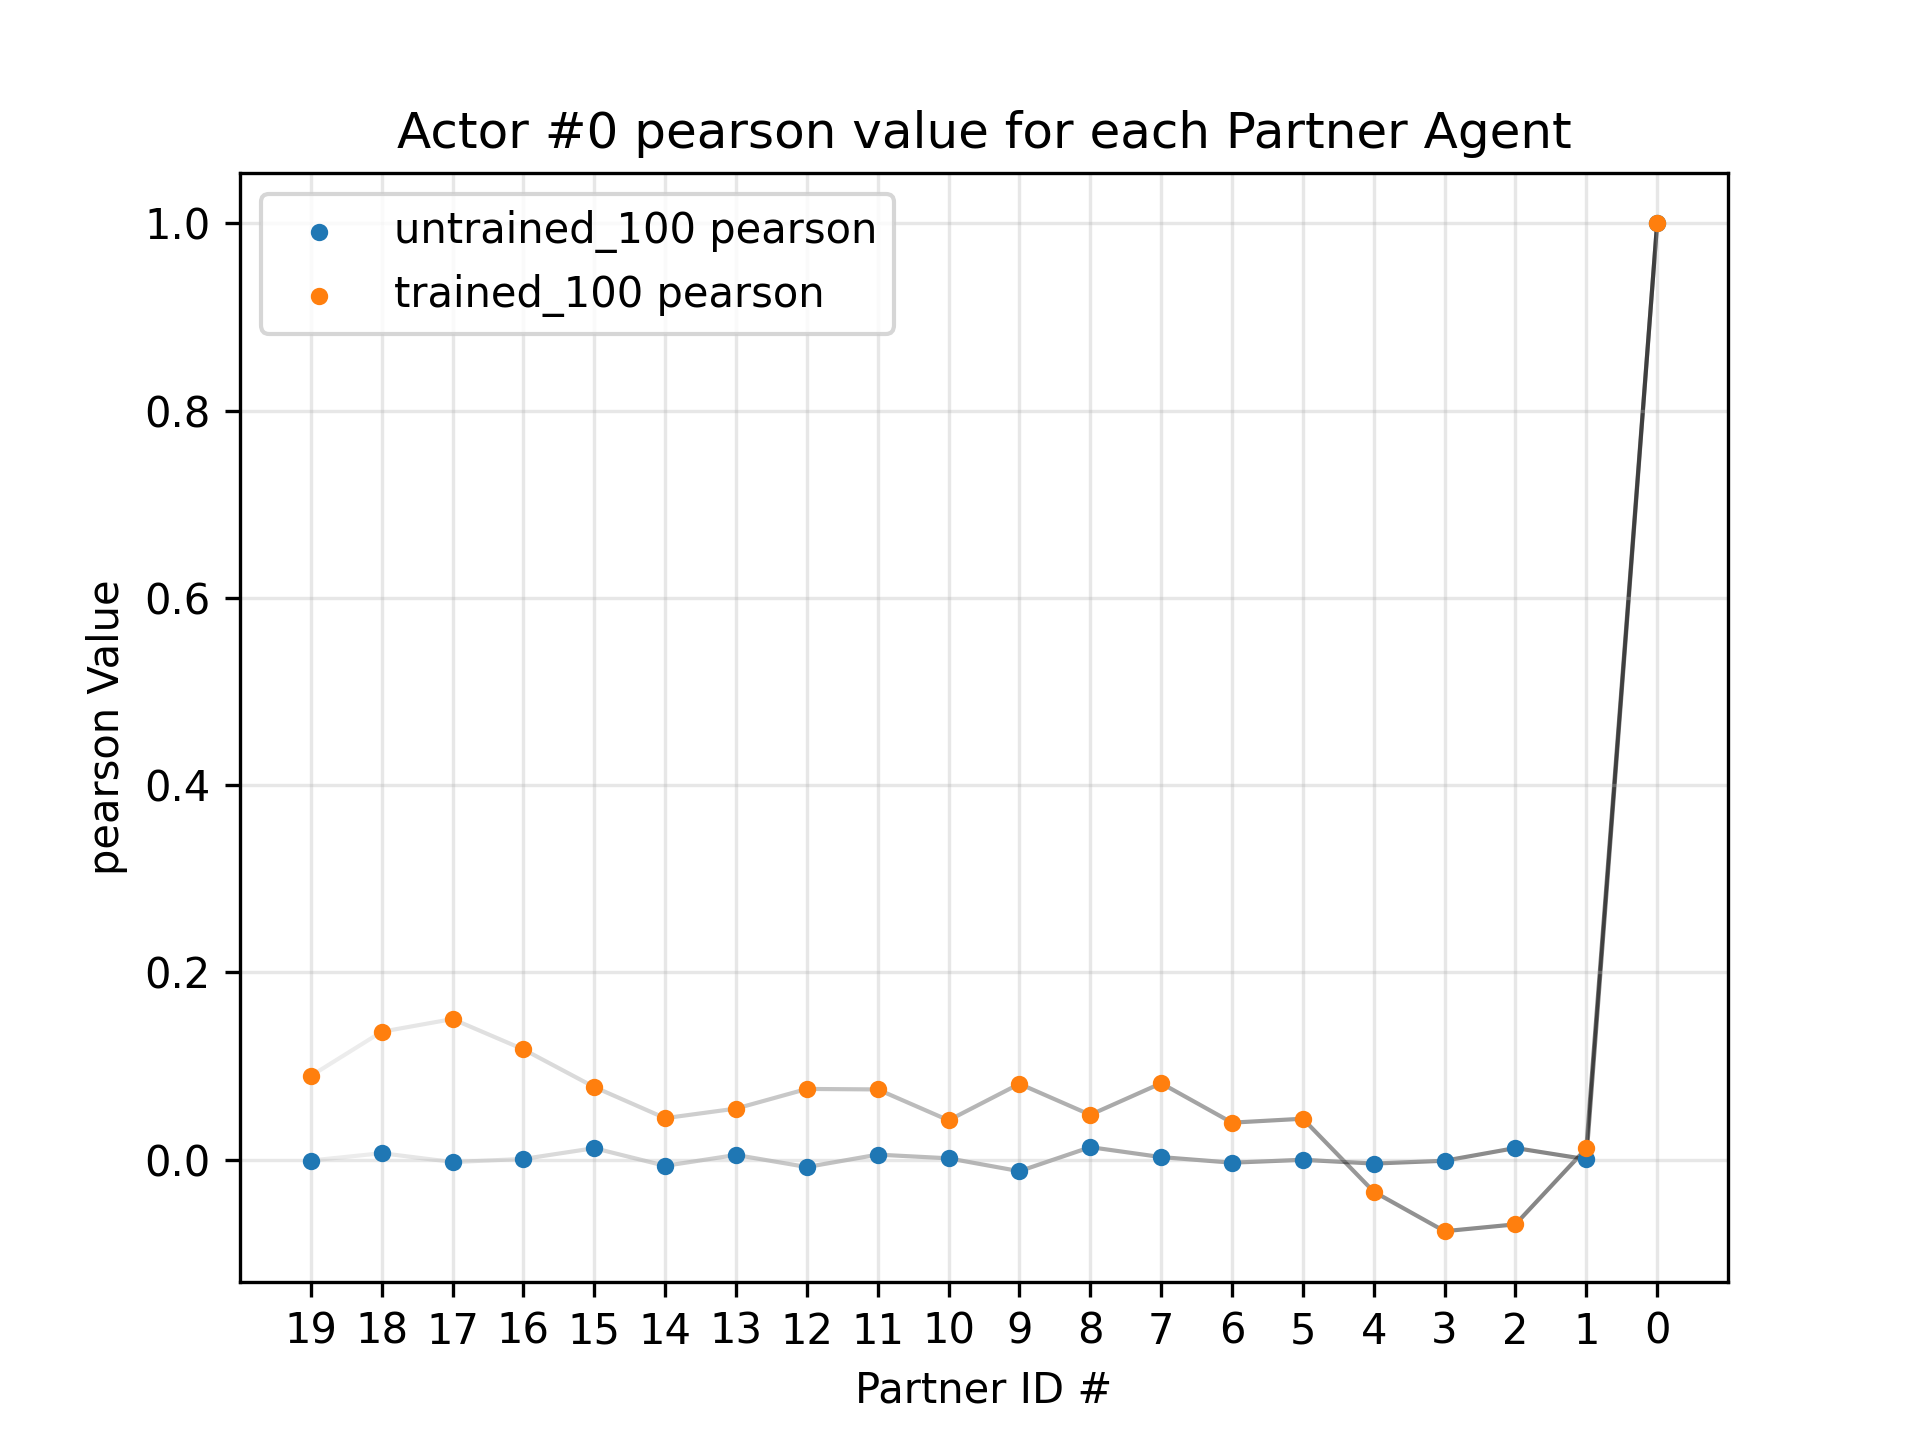 Actor #0 pearson value for each Partner Agent
untrained_100 pearson
trained_100 pearson
pearson Value
1.0
0.8
0.6
0.4
0.2
0.0
19 18 17 16 15 14 13 12 11 10 9 8 7 6 5 4 3 2 1 0
Partner ID #